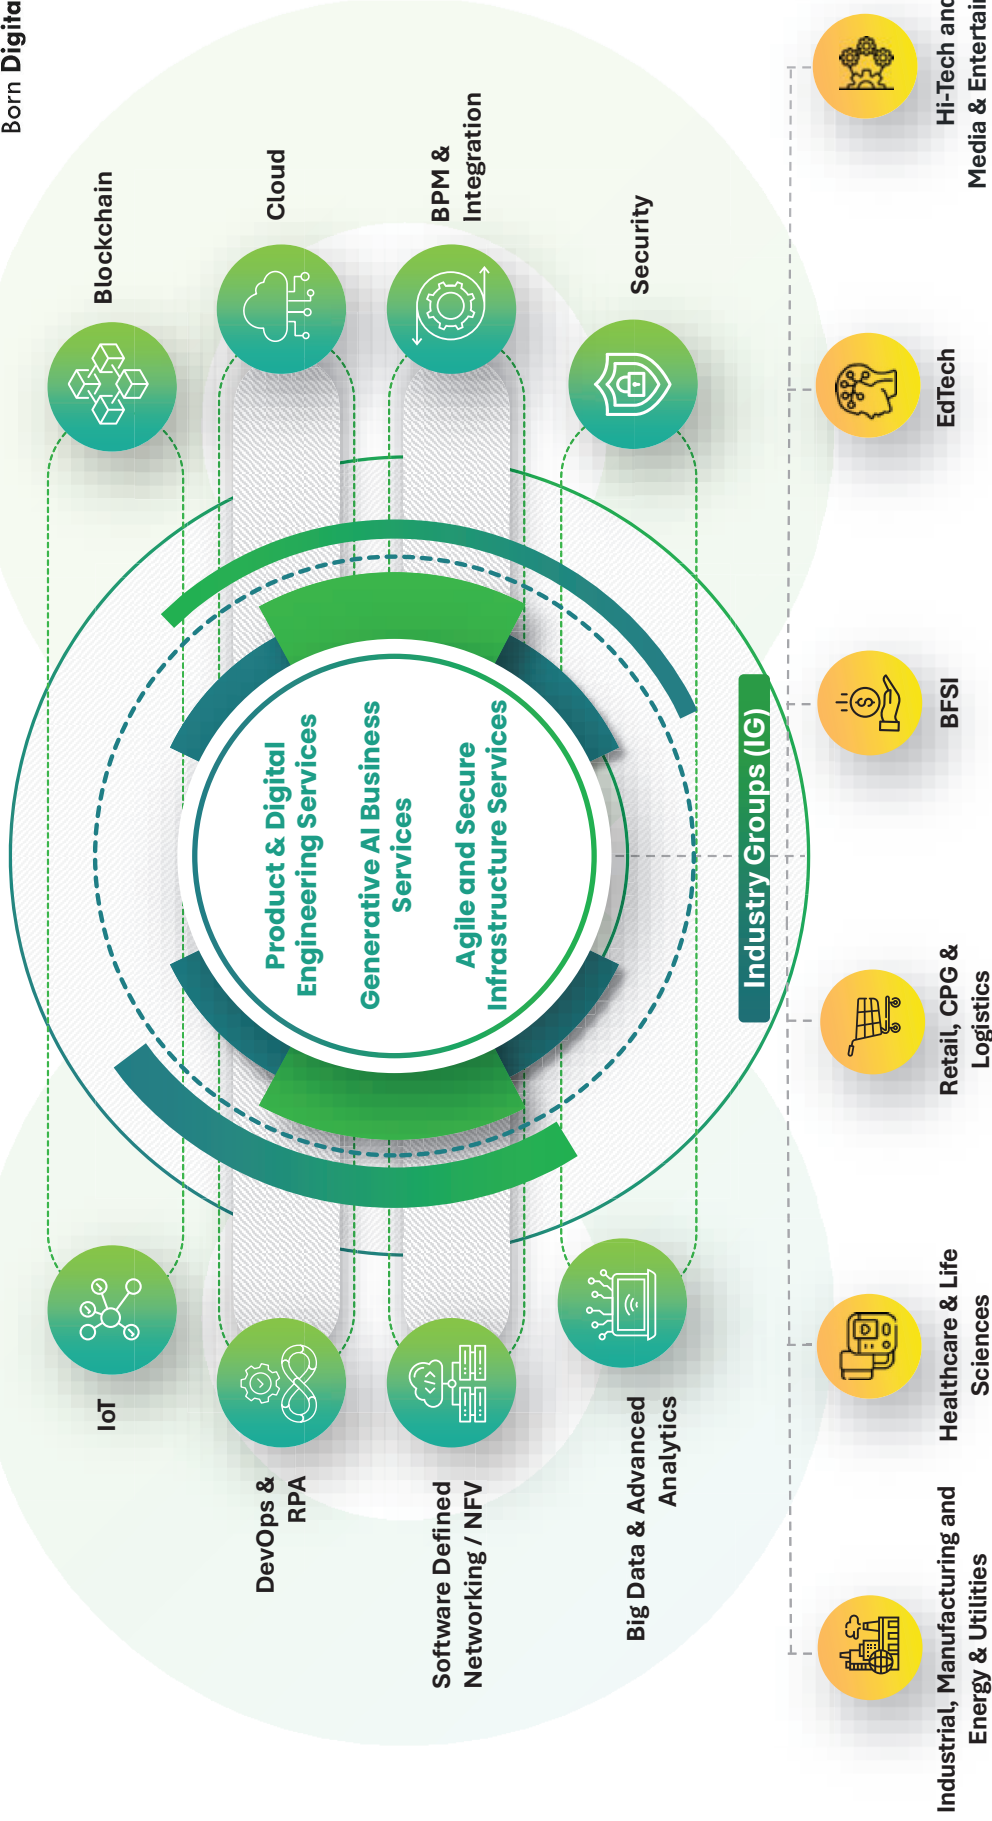 Born Digita
IoT
Blockchain
DevOps &
RPA
Cloud
Software Defined
Networking / NFV
BPM &
Integration
Big Data & Advanced
Analytics
Security
Product & Digital
Engineering Services
Generative AI Business
Services
Agile and Secure
Infrastructure Services
Industry Groups (IG)
Industrial, Manufacturing and
Energy & Utilities
Healthcare & Life
Sciences
Retail, CPG &
Logistics
BFSI
EdTech
Hi-Tech and
Media & Entertain